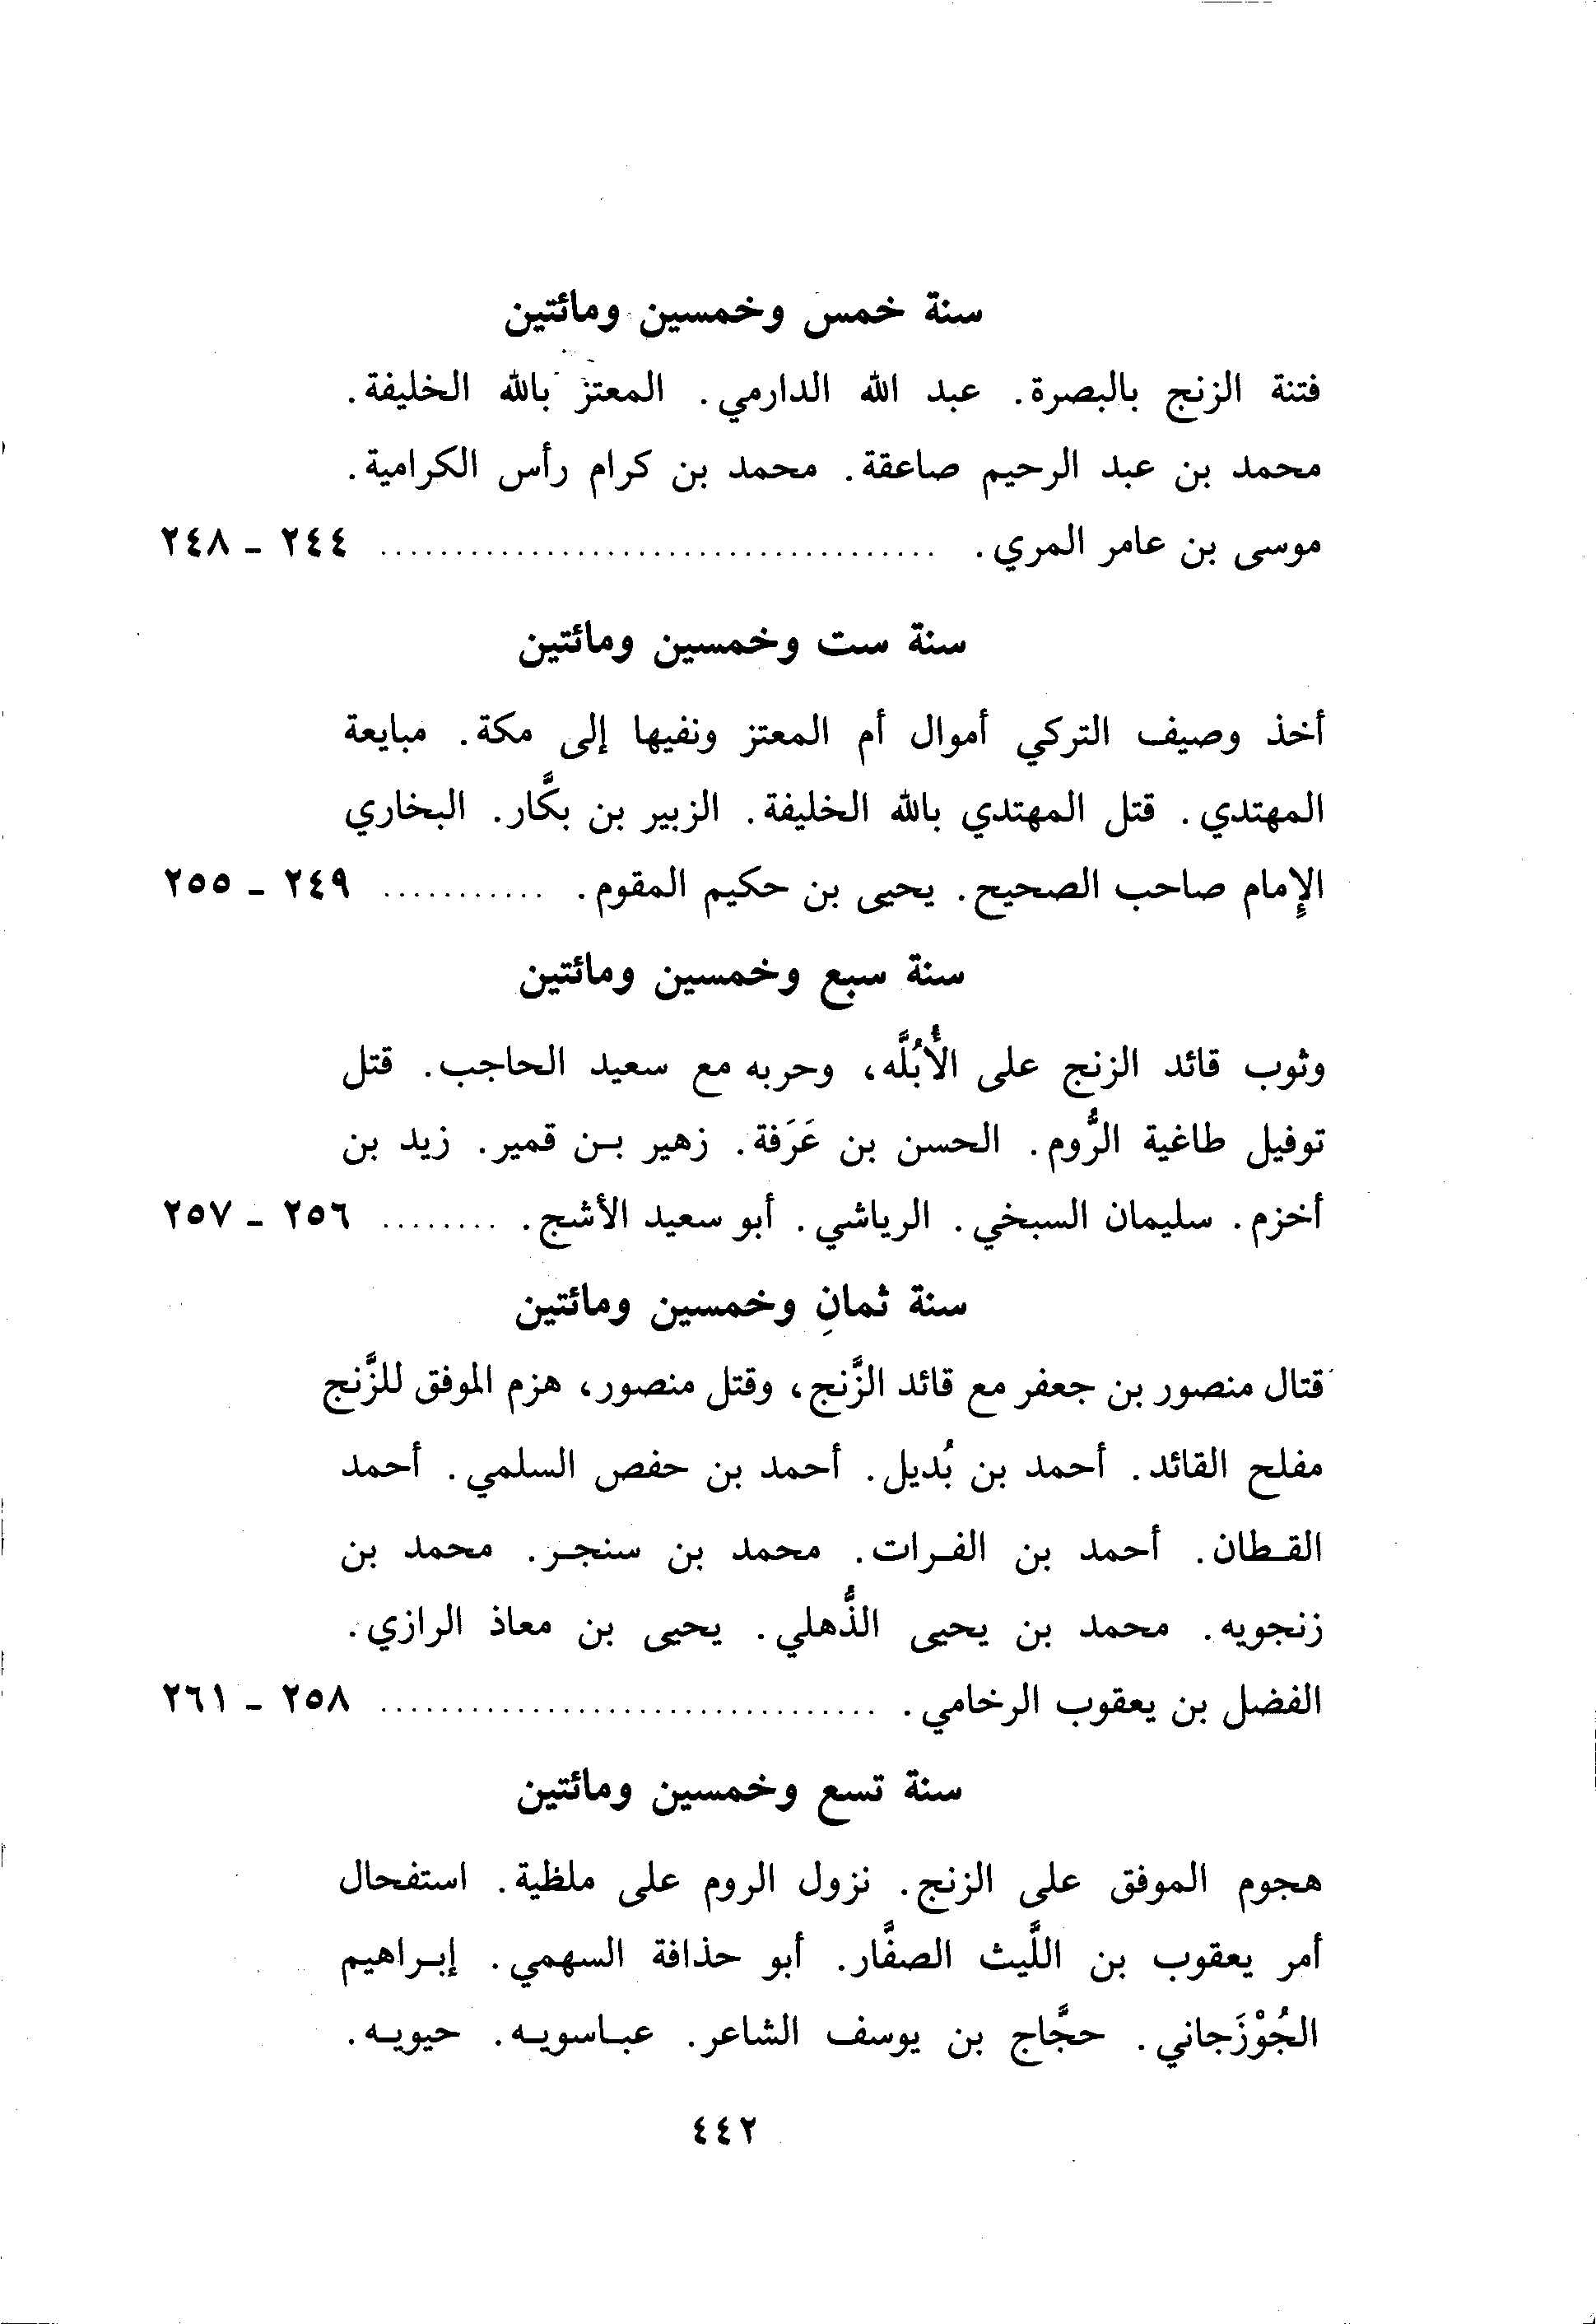 سنة خمس وخمسين ومائتين
فتنة الزنج بالبصرة. عبد الله الدارمي. المعتز بالله الخليفة.
محمد بن عبد الرحيم صاعقة. محمد بن كرام رأس الكرامية.
موسى بن عامر المري. ..................................... ٢٤٤ - ٢٤٨
سنة ست وخمسين ومائتين
أخذ وصيف التركي أموال أم المعتز ونفيها إلى مكة. مبايعة
المهتدي. قتل المهتدي بالله الخليفة. الزبير بن بكَّار. البخاري
الإمام صاحب الصحيح. يحيى بن حكيم المقوم. ........... ٢٤٩ - ٢٥٥
سنة سبع وخمسين ومائتين
وثوب قائد الزنج على الأُبُلَّه، وحربه مع سعيد الحاجب. قتل
توفيل طاغية الرُّوم. الحسن بن عَرَفة. زهير بـن قمير. زيد بن
أخزم. سليمان السبخي. الرياشي. أبو سعيد الأشج. ........ ٢٥٦ - ٢٥٧
سنة ثمانِ وخمسين ومائتين
قتال منصور بن جعفر مع قائد الزَّنج، وقتل منصور، هزم الموفق للزَّنج
مفلح القائد. أحمد بن بُديل. أحمد بن حفص السلمي. أحمد
القـطان. أحمد بن الفـرات. محمد بن سنجـر. محمد بن
زنجويه. محمد بن يحيى الذُّهلي. يحيى بن معاذ الرازي.
الفضل بن يعقوب الرخامي. ................................. ٢٥٨ - ٢٦١
سنة تسع وخمسين ومائتين
هجوم الموفق على الزنج. نزول الروم على ملظية. استفحال
أمر يعقوب بن اللَّيث الصفَّار. أبو حذافة السهمي. إبـراهيم
الجُوْزَجاني. حجَّاج بن يوسف الشاعر. عبـاسويـه. حيويـه.
٤٤٢